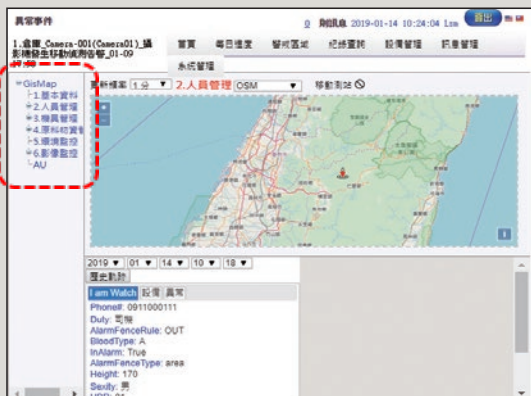 異常事件
0 則訊息 2019-01-14 10:24:04 Lsm 登出
1.倉庫_Camera-001(Camera01)_攝
影機發生移動偵測告警_01-09
首頁 每日進度 警戒區域 紀錄查詢 設備管理 訊息管理
系統管理
GisMap
1.基本資料
2.人員管理
3.機具管理
4.原料物資管
5.環境監控
6.影像監控
AU
更新頻率 1 分 ▼ 2.人員管理 OSM ▼ 移動測站
+
-
i
2019 ▼ 01 ▼ 14 ▼ 10 ▼ 18 ▼
歷史軌跡
I am Watch 設備 異常
Phone#: 0911000111
Duty: 司機
AlarmFenceRule: OUT
BloodType: A
InAlarm: True
AlarmFenceType: area
Height: 170
Sexity: 男